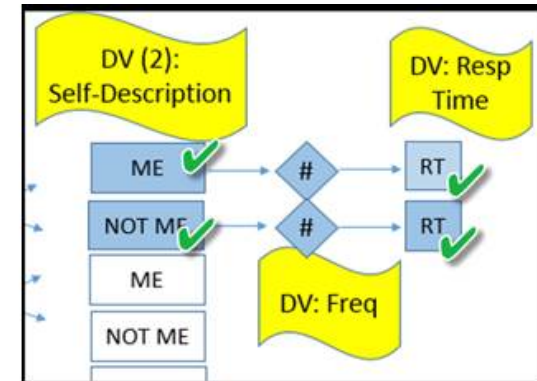 DV (2):
Self-Description
DV: Resp
Time
ME
#
RT
NOT ME
#
RT
ME
DV: Freq
NOT ME